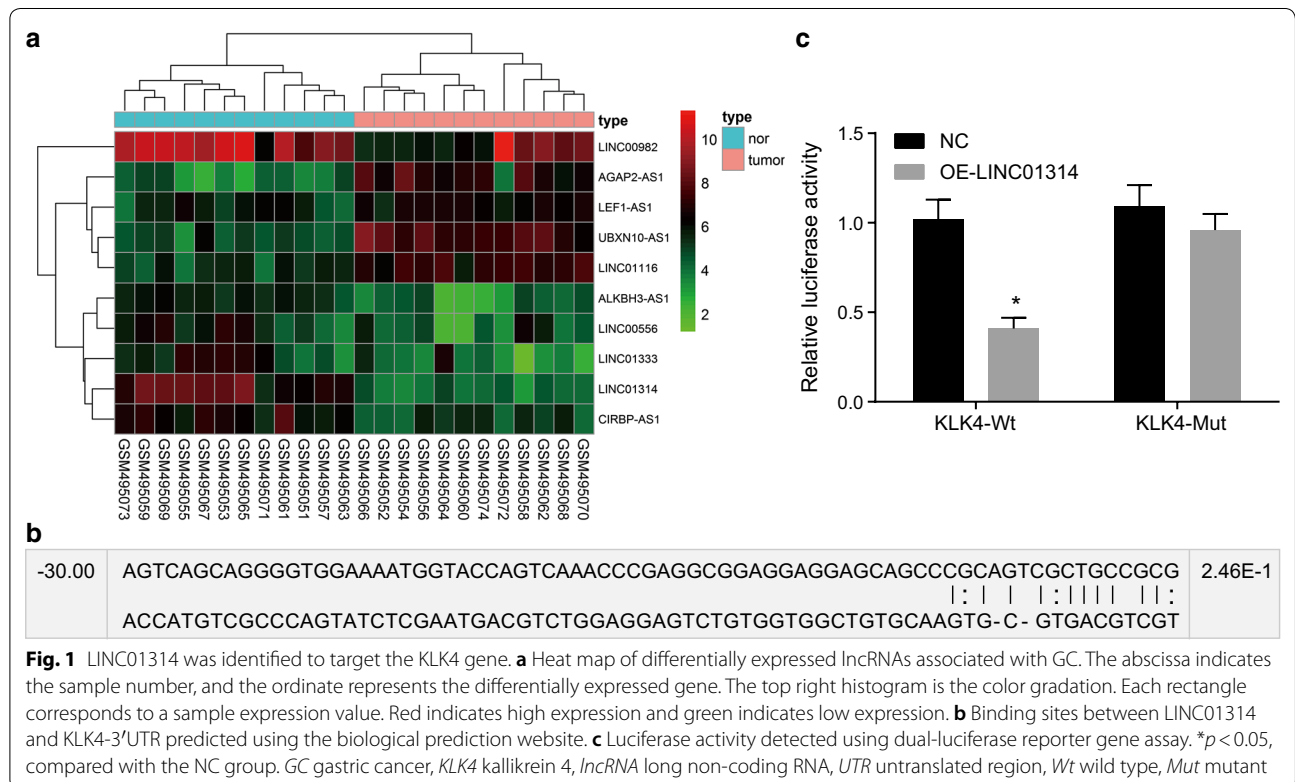 a
type
LINC00982
AGAP2-AS1
LEF1-AS1
UBXN10-AS1
LINC01116
ALKBH3-AS1
LINC00556
LINC01333
LINC01314
CIRBP-AS1
GSM495073
GSM495059
GSM495069
GSM495055
GSM495067
GSM495053
GSM495065
GSM495071
GSM495061
GSM495051
GSM495057
GSM495063
GSM495066
GSM495052
GSM495054
GSM495056
GSM495064
GSM495060
GSM495074
GSM495072
GSM495058
GSM495062
GSM495068
GSM495070
10
8
6
4
2
type
nor
tumor
c
Relative luciferase activity
1.5
1.0
0.5
0.0
NC
OE-LINC01314
*
KLK4-Wt
KLK4-Mut
b
-30.00
AGTCAGCAGGGGTGGAAAATGGTACCAGTCAAACCCGAGGCGGAGGAGGAGCAGCCCGCAGTCGCTGCCGCG
2.46E-1
| : | | | : | | | | | | :
ACCATGTCGCCCAGTATCTCGAATGACGTCTGGAGGAGTCTGTGGTGGCTGTGCAAGTG-C- GTGACGTCGT
Fig. 1 LINC01314 was identified to target the KLK4 gene. a Heat map of differentially expressed lncRNAs associated with GC. The abscissa indicates
the sample number, and the ordinate represents the differentially expressed gene. The top right histogram is the color gradation. Each rectangle
corresponds to a sample expression value. Red indicates high expression and green indicates low expression. b Binding sites between LINC01314
and KLK4-3′UTR predicted using the biological prediction website. c Luciferase activity detected using dual-luciferase reporter gene assay. *p < 0.05,
compared with the NC group. GC gastric cancer, KLK4 kallikrein 4, lncRNA long non-coding RNA, UTR untranslated region, Wt wild type, Mut mutant